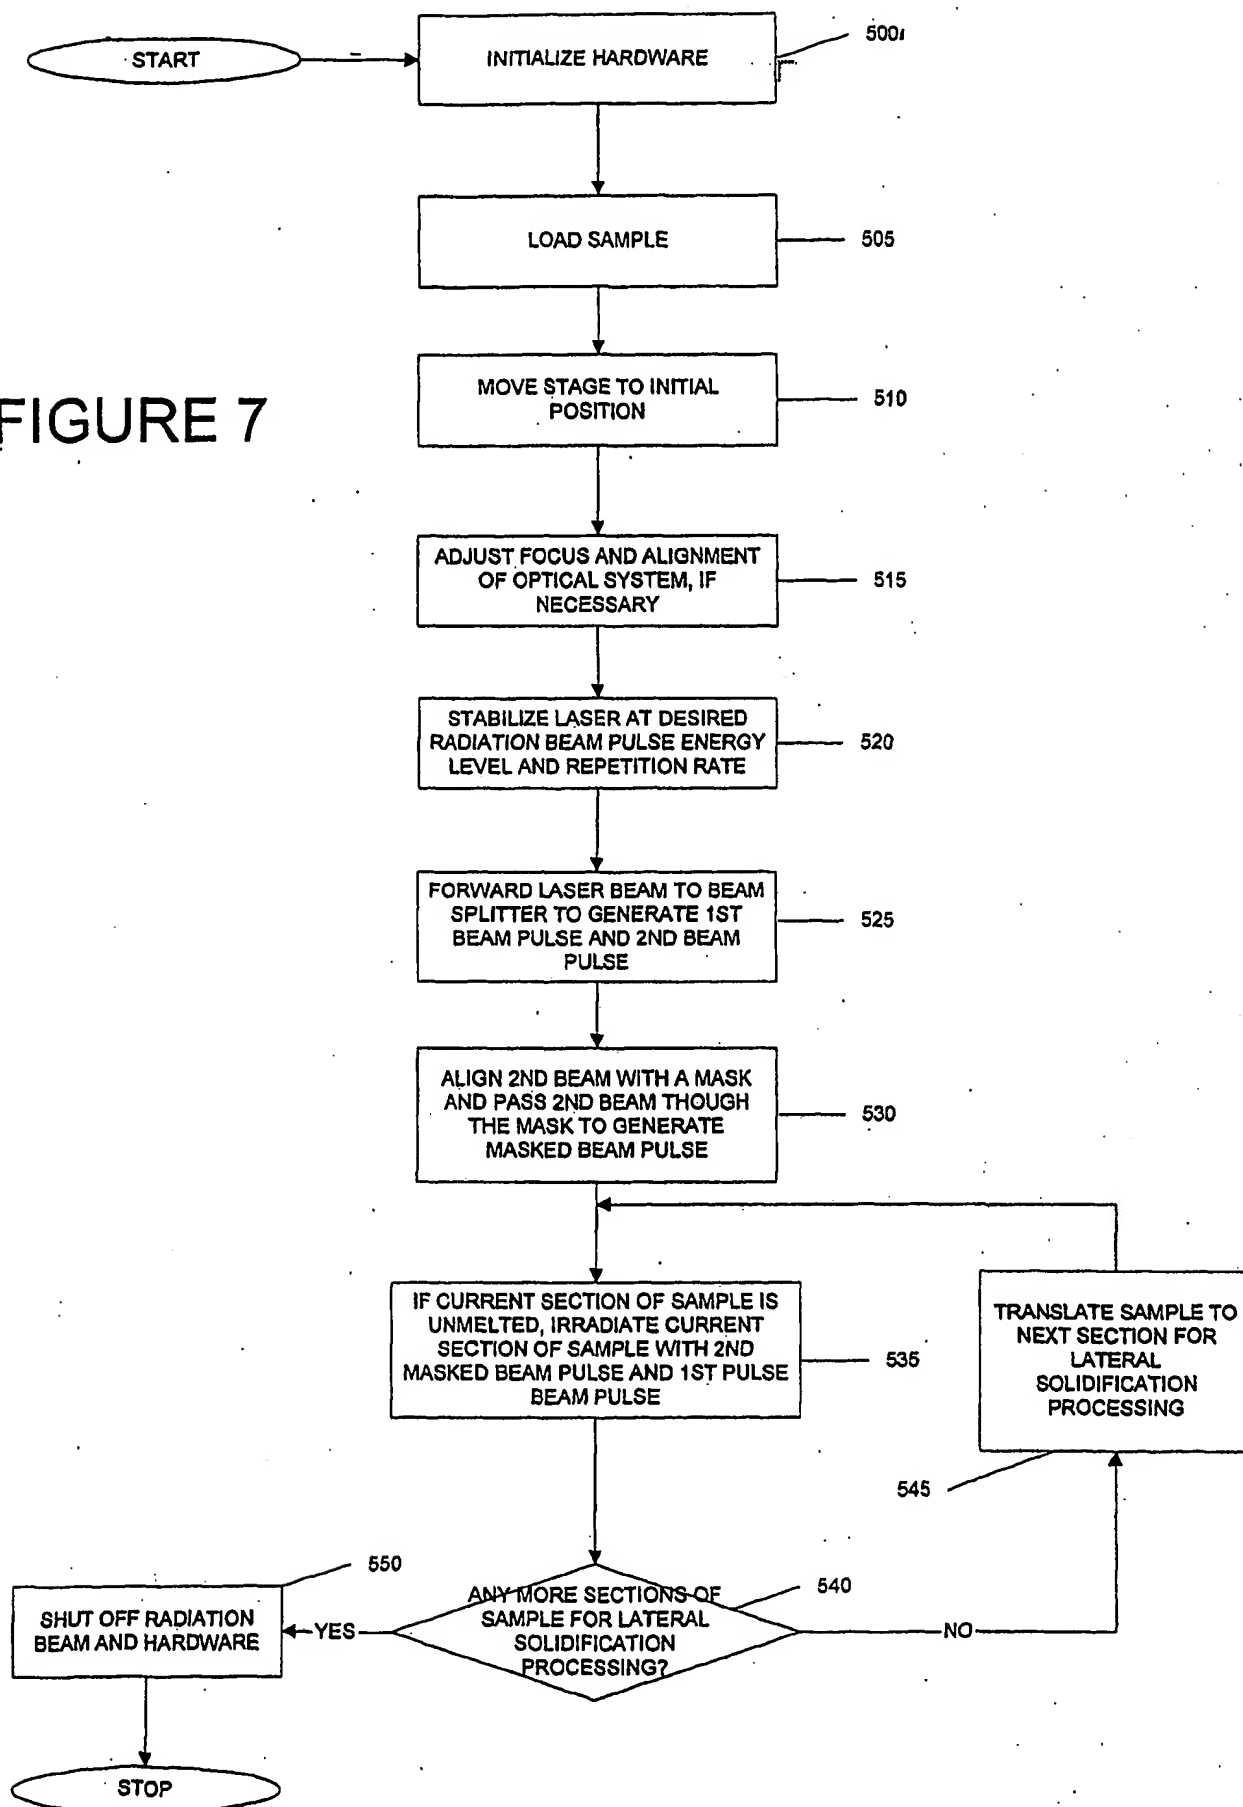 START
INITIALIZE HARDWARE
500
LOAD SAMPLE
505
FIGURE 7
MOVE STAGE TO INITIAL
POSITION
510
ADJUST FOCUS AND ALIGNMENT
OF OPTICAL SYSTEM, IF
NECESSARY
515
STABILIZE LASER AT DESIRED
RADIATION BEAM PULSE ENERGY
LEVEL AND REPETITION RATE
520
FORWARD LASER BEAM TO BEAM
SPLITTER TO GENERATE 1ST
BEAM PULSE AND 2ND BEAM
PULSE
525
ALIGN 2ND BEAM WITH A MASK
AND PASS 2ND BEAM THOUGH
THE MASK TO GENERATE
MASKED BEAM PULSE
530
IF CURRENT SECTION OF SAMPLE IS
UNMELTED, IRRADIATE CURRENT
SECTION OF SAMPLE WITH 2ND
MASKED BEAM PULSE AND 1ST PULSE
BEAM PULSE
535
TRANSLATE SAMPLE TO
NEXT SECTION FOR
LATERAL
SOLIDIFICATION
PROCESSING
545
ANY MORE SECTIONS OF
SAMPLE FOR LATERAL
SOLIDIFICATION
PROCESSING?
540
YES
NO
550
SHUT OFF RADIATION
BEAM AND HARDWARE
STOP